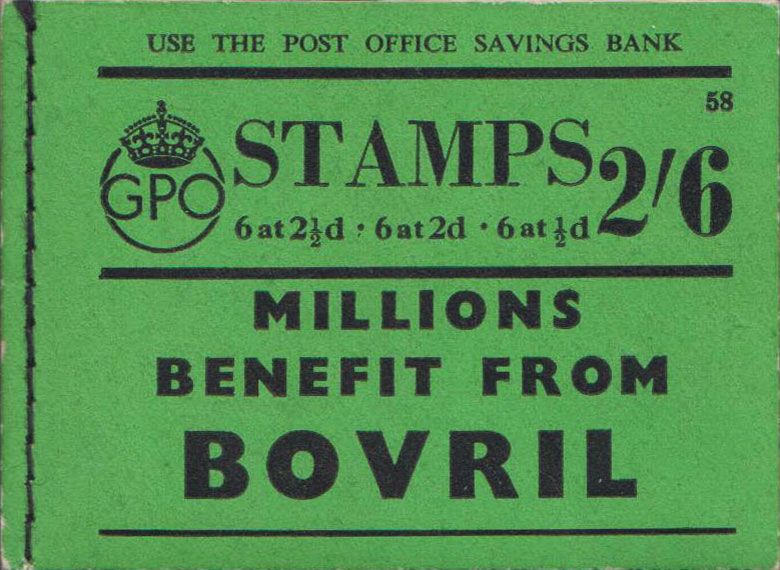 USE THE POST OFFICE SAVINGS BANK
58
GPO
STAMPS 2/6
6 at 2½d · 6 at 2d · 6 at ½d
MILLIONS
BENEFIT FROM
BOVRIL